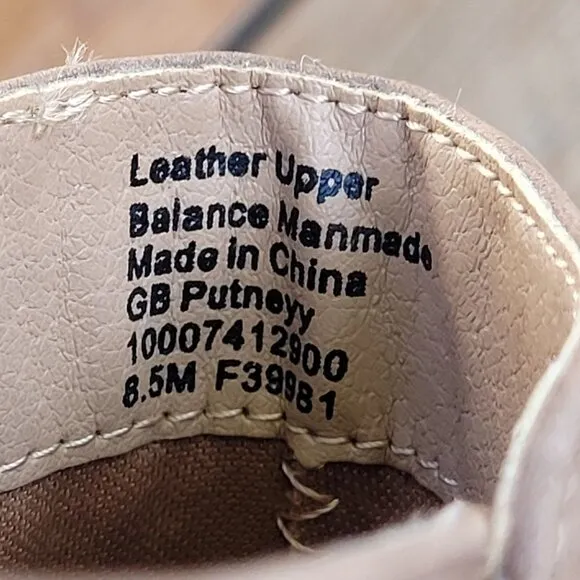 Leather Upper
Balance Manmade
Made in China
GB Putneyy
10007412900
8.5M F39981